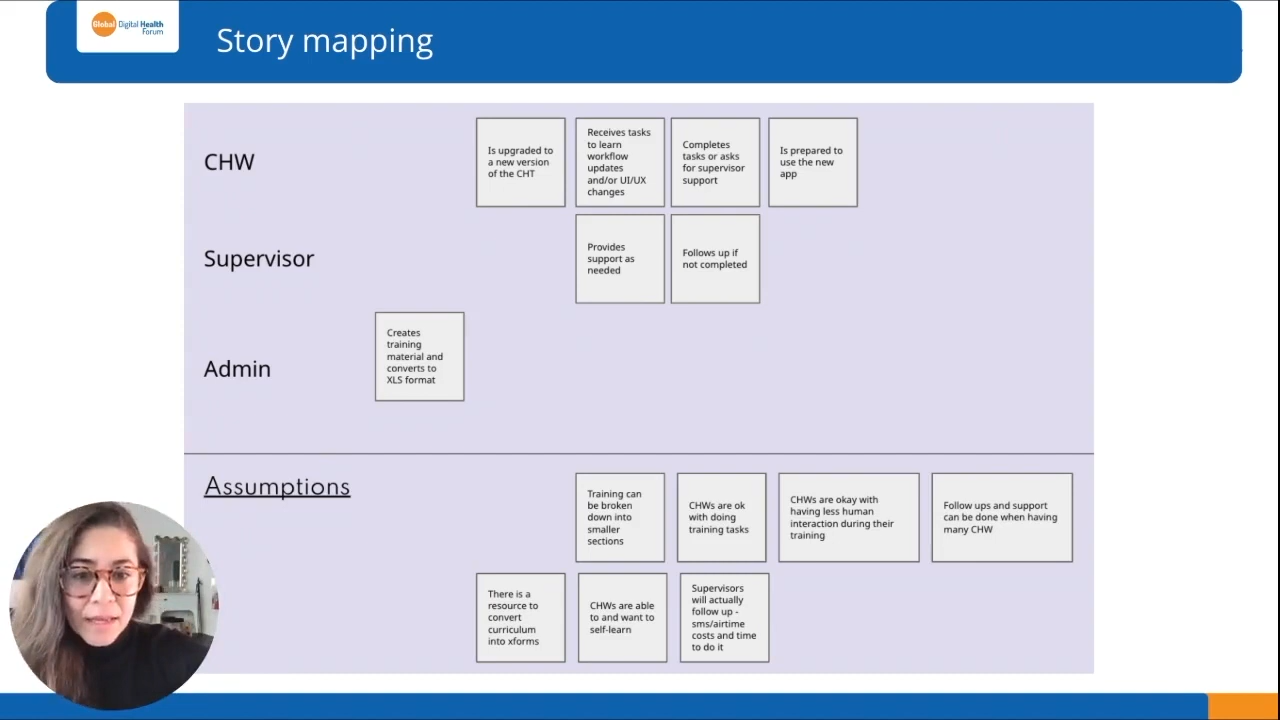 Global Digital Health
Forum
Story mapping
CHW
Is upgraded to
a new version
of the CHT
Receives tasks
to learn
workflow
updates
and/or UI/UX
changes
Completes
tasks or asks
for supervisor
support
Is prepared to
use the new
app
Supervisor
Provides
support as
needed
Follows up if
not completed
Admin
Creates
training
material and
converts to
XLS format
Assumptions
Training can
be broken
down into
smaller
sections
CHWs are ok
with doing
training tasks
CHWs are okay with
having less human
interaction during their
training
Follow ups and support
can be done when having
many CHW
There is a
resource to
convert
curriculum
into xforms
CHWs are able
to and want to
self-learn
Supervisors
will actually
follow up -
sms/airtime
costs and time
to do it